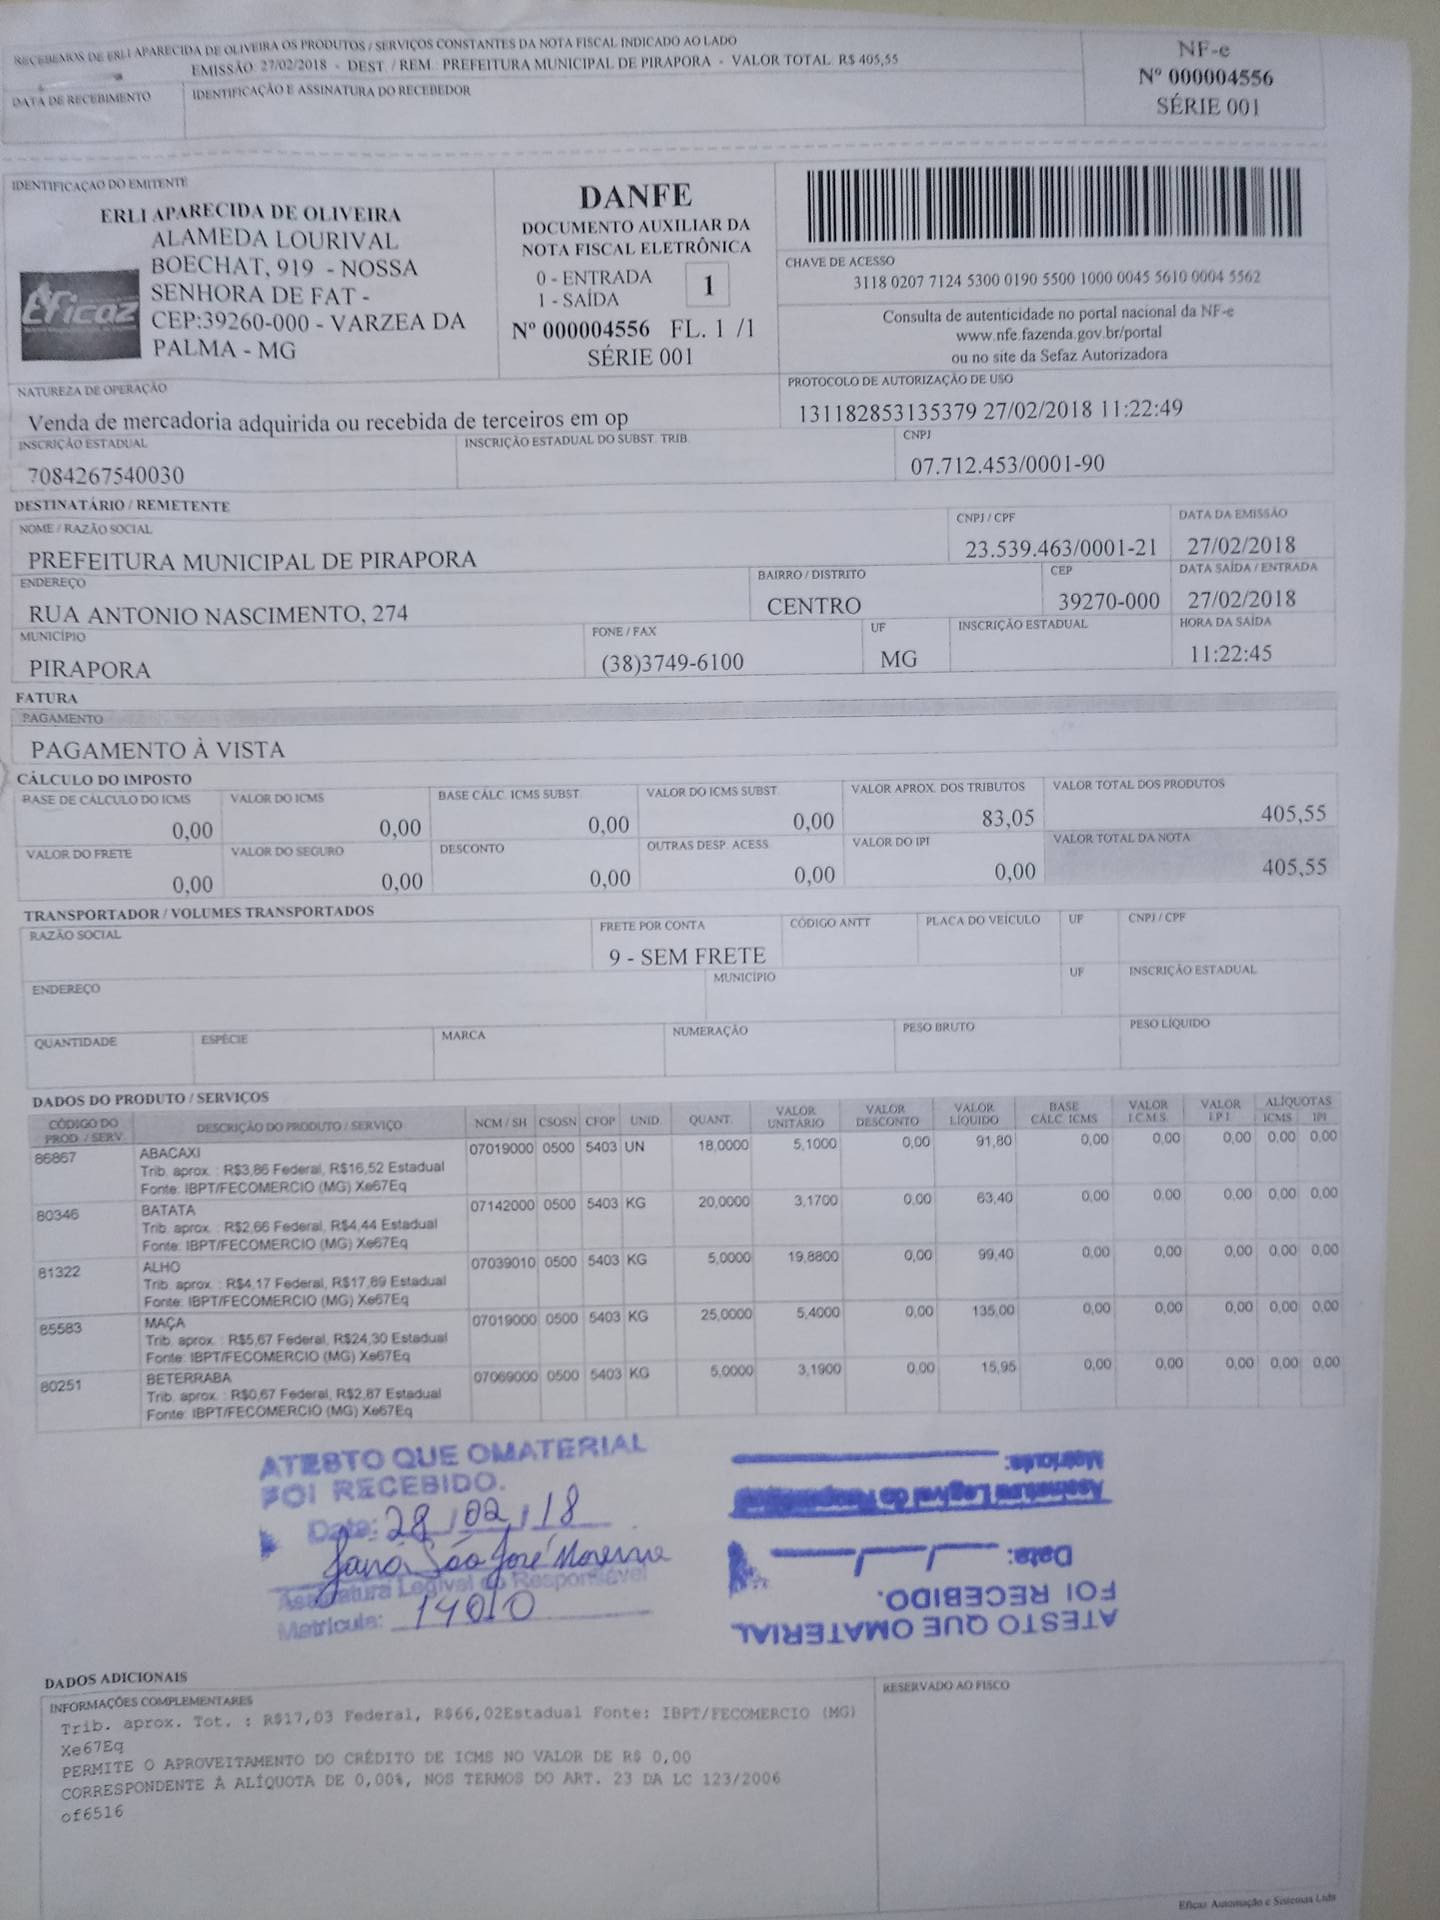 RECEBEMOS DE ERLI APARECIDA DE OLIVEIRA OS PRODUTOS / SERVIÇOS CONSTANTES DA NOTA FISCAL INDICADO AO LADO
EMISSÃO: 27/02/2018 - DEST. / REM.: PREFEITURA MUNICIPAL DE PIRAPORA - VALOR TOTAL: R$ 405,55
DATA DE RECEBIMENTO
IDENTIFICAÇÃO E ASSINATURA DO RECEBEDOR
NF-e
Nº 000004556
SÉRIE 001
IDENTIFICAÇÃO DO EMITENTE
ERLI APARECIDA DE OLIVEIRA
ALAMEDA LOURIVAL
BOECHAT, 919 - NOSSA
SENHORA DE FAT -
CEP:39260-000 - VARZEA DA
PALMA - MG
Eficaz
DANFE
DOCUMENTO AUXILIAR DA
NOTA FISCAL ELETRÔNICA
0 - ENTRADA
1 - SAÍDA
1
Nº 000004556 FL. 1 /1
SÉRIE 001
CHAVE DE ACESSO
3118 0207 7124 5300 0190 5500 1000 0045 5610 0004 5562
Consulta de autenticidade no portal nacional da NF-e
www.nfe.fazenda.gov.br/portal
ou no site da Sefaz Autorizadora
NATUREZA DE OPERAÇÃO
Venda de mercadoria adquirida ou recebida de terceiros em op
PROTOCOLO DE AUTORIZAÇÃO DE USO
131182853135379 27/02/2018 11:22:49
INSCRIÇÃO ESTADUAL
7084267540030
INSCRIÇÃO ESTADUAL DO SUBST. TRIB.
CNPJ
07.712.453/0001-90
DESTINATÁRIO / REMETENTE
NOME / RAZÃO SOCIAL
PREFEITURA MUNICIPAL DE PIRAPORA
CNPJ / CPF
23.539.463/0001-21
DATA DA EMISSÃO
27/02/2018
ENDEREÇO
RUA ANTONIO NASCIMENTO, 274
BAIRRO / DISTRITO
CENTRO
CEP
39270-000
DATA SAÍDA / ENTRADA
27/02/2018
MUNICÍPIO
PIRAPORA
FONE / FAX
(38)3749-6100
UF
MG
INSCRIÇÃO ESTADUAL
HORA DA SAÍDA
11:22:45
FATURA
PAGAMENTO
PAGAMENTO À VISTA
CÁLCULO DO IMPOSTO
BASE DE CÁLCULO DO ICMS
0,00
VALOR DO ICMS
0,00
BASE CÁLC. ICMS SUBST.
0,00
VALOR DO ICMS SUBST.
0,00
VALOR APROX. DOS TRIBUTOS
83,05
VALOR TOTAL DOS PRODUTOS
405,55
VALOR DO FRETE
0,00
VALOR DO SEGURO
0,00
DESCONTO
0,00
OUTRAS DESP. ACESS.
0,00
VALOR DO IPI
0,00
VALOR TOTAL DA NOTA
405,55
TRANSPORTADOR / VOLUMES TRANSPORTADOS
RAZÃO SOCIAL
FRETE POR CONTA
9 - SEM FRETE
CÓDIGO ANTT
PLACA DO VEÍCULO
UF
CNPJ / CPF
ENDEREÇO
MUNICÍPIO
UF
INSCRIÇÃO ESTADUAL
QUANTIDADE
ESPÉCIE
MARCA
NUMERAÇÃO
PESO BRUTO
PESO LÍQUIDO
DADOS DO PRODUTO / SERVIÇOS
CÓDIGO DO PROD. / SERV. DESCRIÇÃO DO PRODUTO / SERVIÇO NCM / SH CSOSN CFOP UNID. QUANT. VALOR UNITÁRIO VALOR DESCONTO VALOR LÍQUIDO BASE CÁLC. ICMS VALOR I.C.M.S. VALOR I.P.I. ALÍQUOTAS ICMS IPI
86867 ABACAXI 07019000 0500 5403 UN 18,0000 5,1000 0,00 91,80 0,00 0,00 0,00 0,00 0,00
Trib. aprox. : R$3,86 Federal, R$16,52 Estadual
Fonte: IBPT/FECOMERCIO (MG) Xe67Eq
80346 BATATA 07142000 0500 5403 KG 20,0000 3,1700 0,00 63,40 0,00 0,00 0,00 0,00 0,00
Trib. aprox. : R$2,66 Federal, R$4,44 Estadual
Fonte: IBPT/FECOMERCIO (MG) Xe67Eq
81322 ALHO 07039010 0500 5403 KG 5,0000 19,8800 0,00 99,40 0,00 0,00 0,00 0,00 0,00
Trib. aprox. : R$4,17 Federal, R$17,89 Estadual
Fonte: IBPT/FECOMERCIO (MG) Xe67Eq
85583 MAÇA 07019000 0500 5403 KG 25,0000 5,4000 0,00 135,00 0,00 0,00 0,00 0,00 0,00
Trib. aprox. : R$5,67 Federal, R$24,30 Estadual
Fonte: IBPT/FECOMERCIO (MG) Xe67Eq
80251 BETERRABA 07069000 0500 5403 KG 5,0000 3,1900 0,00 15,95 0,00 0,00 0,00 0,00 0,00
Trib. aprox. : R$0,67 Federal, R$2,87 Estadual
Fonte: IBPT/FECOMERCIO (MG) Xe67Eq
ATESTO QUE OMATERIAL
FOI RECEBIDO.
Data: 28/02/18
São José
Assinatura Legível do Responsável
Matrícula: 14010
ATESTO QUE OMATERIAL
FOI RECEBIDO.
Data: / /
Assinatura Legível do Responsável
Matrícula:
DADOS ADICIONAIS
INFORMAÇÕES COMPLEMENTARES
Trib. aprox. Tot. : R$17,03 Federal, R$66,02Estadual Fonte: IBPT/FECOMERCIO (MG)
Xe67Eq
PERMITE O APROVEITAMENTO DO CRÉDITO DE ICMS NO VALOR DE R$ 0,00
CORRESPONDENTE À ALÍQUOTA DE 0,00%, NOS TERMOS DO ART. 23 DA LC 123/2006
of6516
RESERVADO AO FISCO
Eficaz Automação e Sistemas Ltda